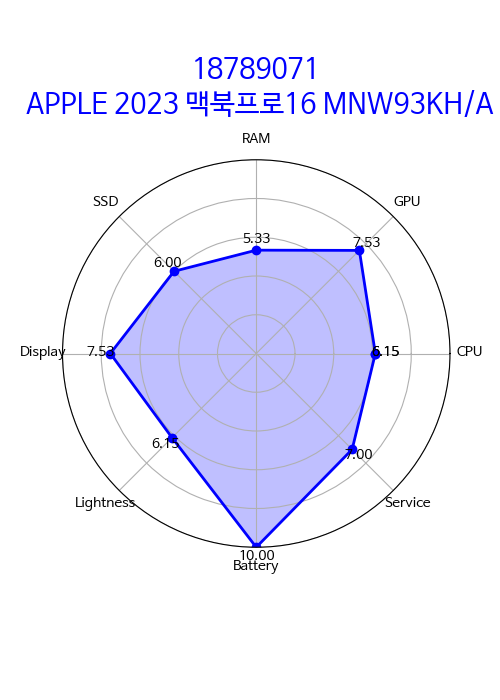 18789071
APPLE 2023 맥북프로16 MNW93KH/A
RAM
SSD
GPU
5.33
7.53
6.00
Display
7.53
6.15
CPU
6.15
7.00
Lightness
Service
10.00
Battery